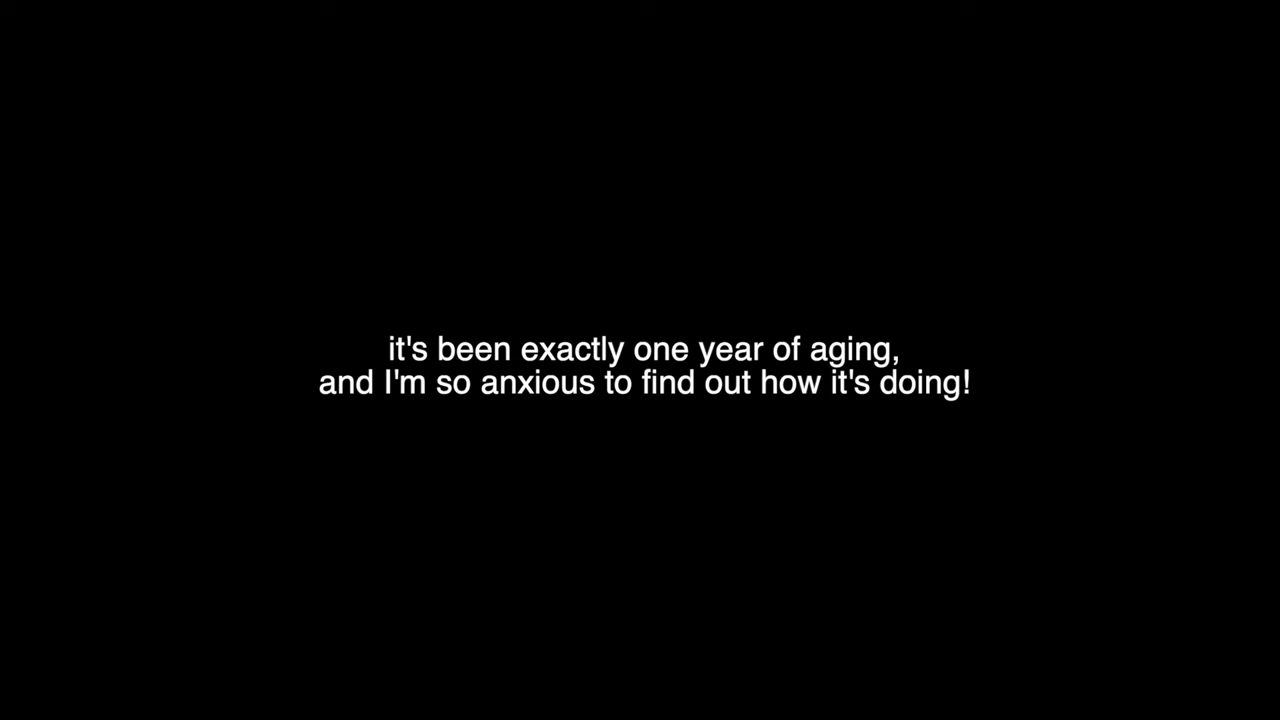 it's been exactly one year of aging,
and I'm so anxious to find out how it's doing!